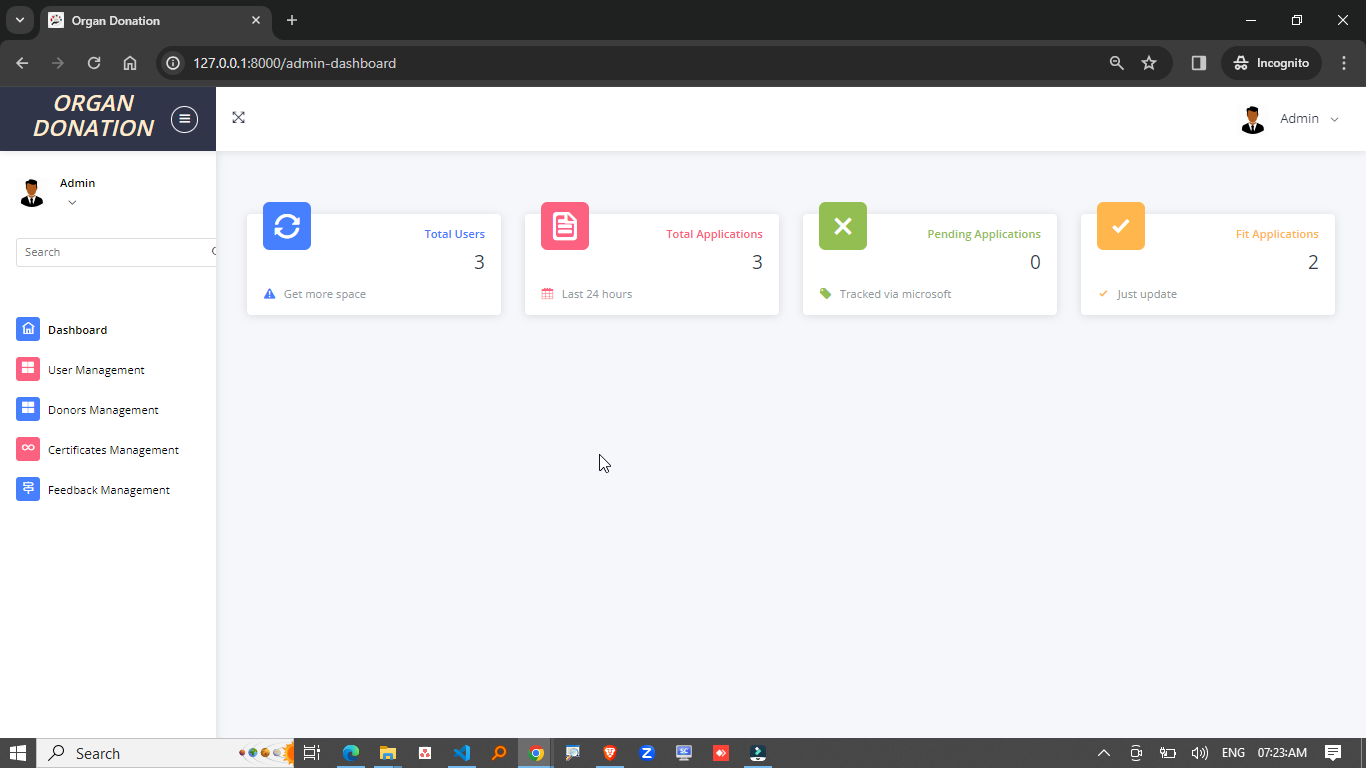 Organ Donation
127.0.0.1:8000/admin-dashboard
Incognito
ORGAN
DONATION
Admin
Admin
Search
Dashboard
User Management
Donors Management
Certificates Management
Feedback Management
Total Users
3
Get more space
Total Applications
3
Last 24 hours
Pending Applications
0
Tracked via microsoft
Fit Applications
2
Just update
Search
ENG
07:23:AM